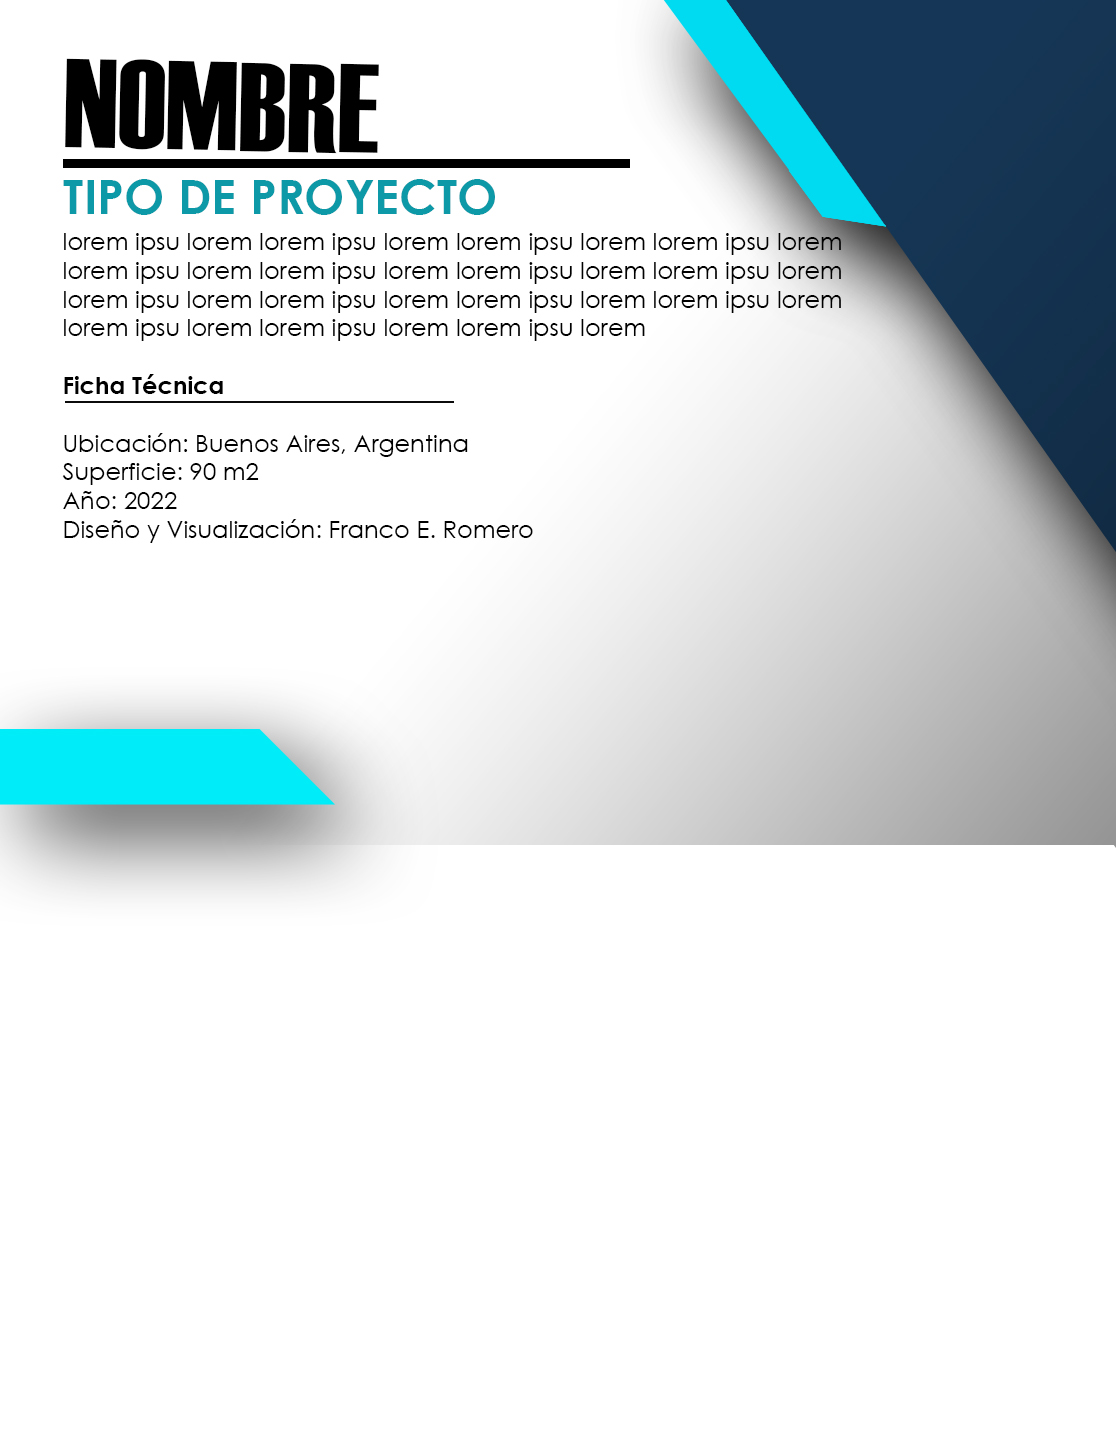 NOMBRE
TIPO DE PROYECTO
lorem ipsu lorem lorem ipsu lorem lorem ipsu lorem lorem ipsu lorem
lorem ipsu lorem lorem ipsu lorem lorem ipsu lorem lorem ipsu lorem
lorem ipsu lorem lorem ipsu lorem lorem ipsu lorem lorem ipsu lorem
lorem ipsu lorem lorem ipsu lorem lorem ipsu lorem
Ficha Técnica
Ubicación: Buenos Aires, Argentina
Superficie: 90 m2
Año: 2022
Diseño y Visualización: Franco E. Romero